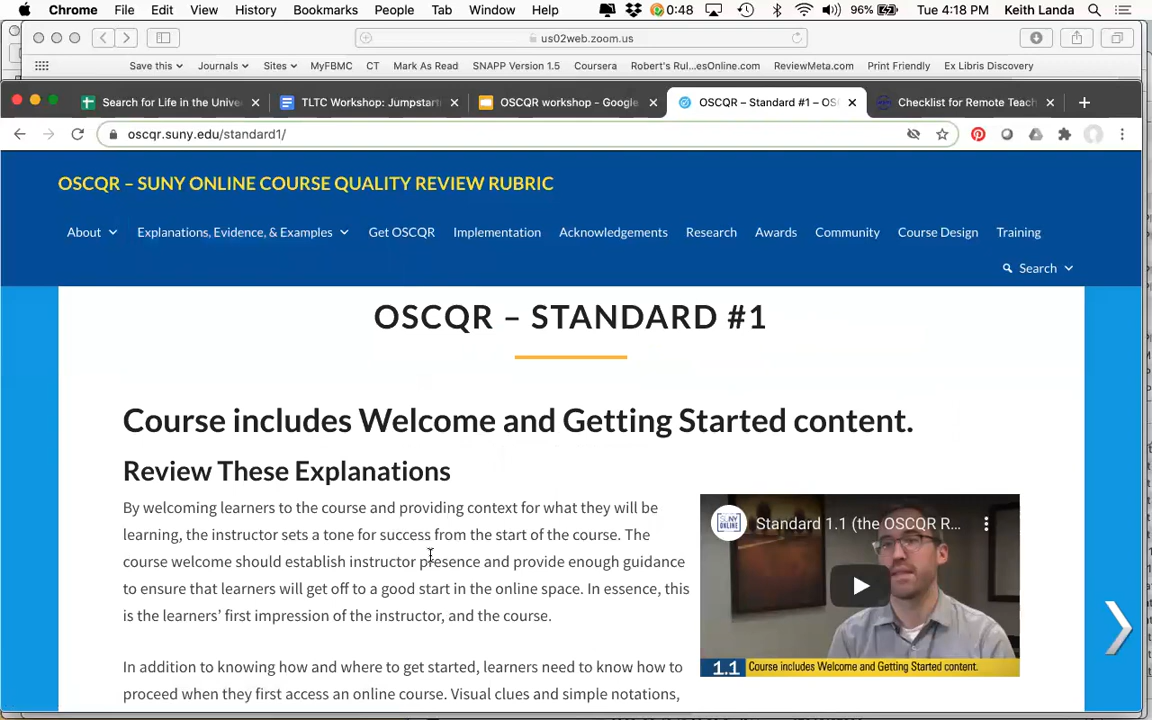 Chrome File Edit View History Bookmarks People Tab Window Help 0:48 96% Tue 4:18 PM Keith Landa
us02web.zoom.us
Save this Journals Sites MyFBMC CT Mark As Read SNAPP Version 1.5 Coursera Robert's Rul...esOnline.com ReviewMeta.com Print Friendly Ex Libris Discovery
Search for Life in the Unive TLTC Workshop: Jumpstart OSCQR workshop – Google OSCQR – Standard #1 – OS Checklist for Remote Teach
oscqr.suny.edu/standard1/
OSCQR – SUNY ONLINE COURSE QUALITY REVIEW RUBRIC
About Explanations, Evidence, & Examples Get OSCQR Implementation Acknowledgements Research Awards Community Course Design Training
Search
OSCQR – STANDARD #1
Course includes Welcome and Getting Started content.
Review These Explanations
By welcoming learners to the course and providing context for what they will be
learning, the instructor sets a tone for success from the start of the course. The
course welcome should establish instructor presence and provide enough guidance
to ensure that learners will get off to a good start in the online space. In essence, this
is the learners' first impression of the instructor, and the course.
In addition to knowing how and where to get started, learners need to know how to
proceed when they first access an online course. Visual clues and simple notations,
SUNY ONLINE
Standard 1.1 (the OSCQR R...
1.1 Course includes Welcome and Getting Started content.